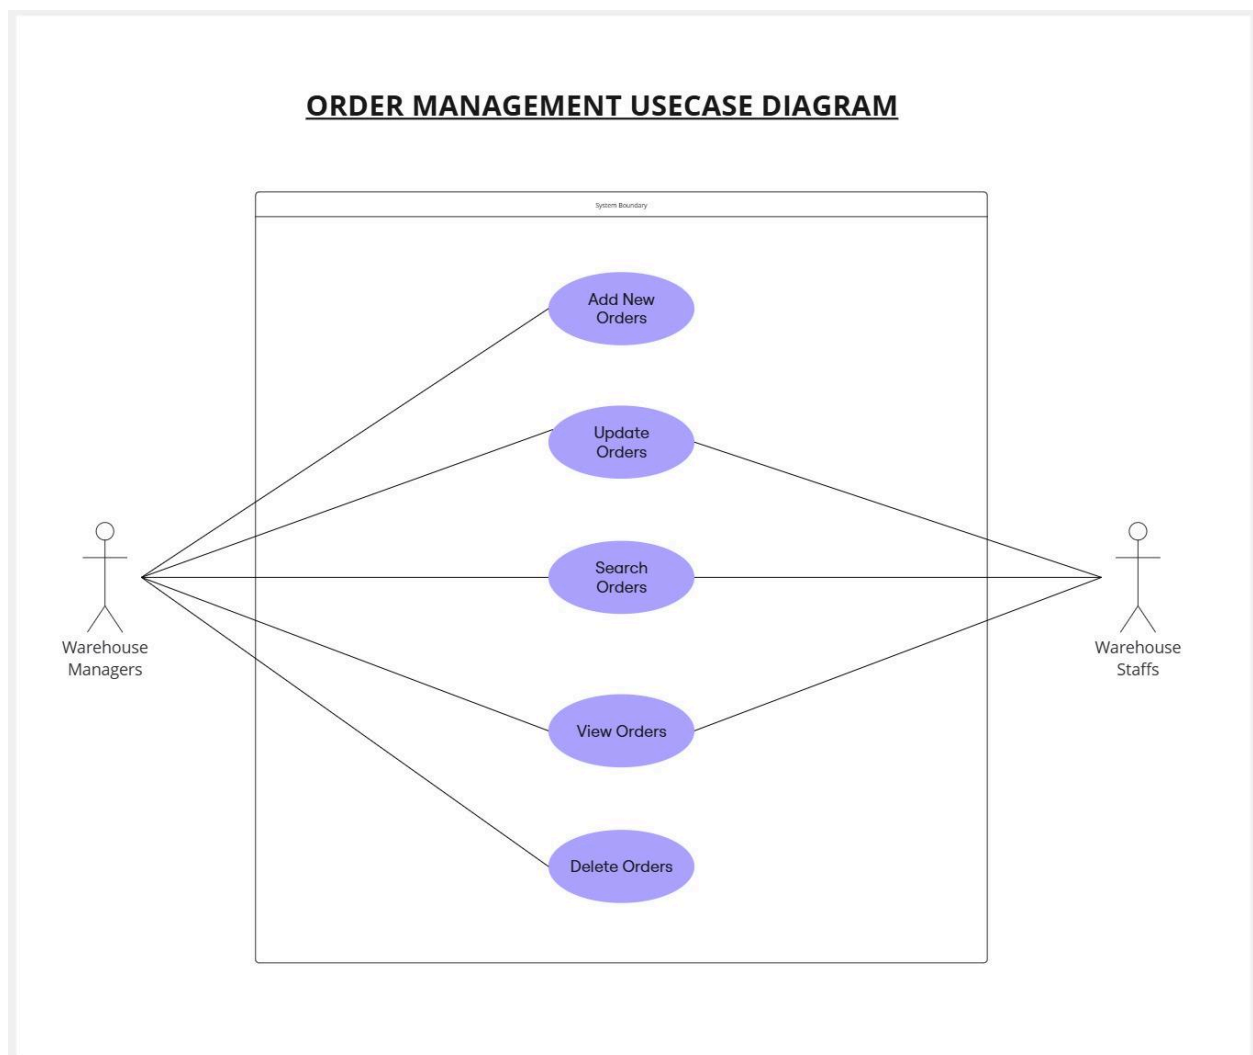 ORDER MANAGEMENT USECASE DIAGRAM
System Boundary
Add New
Orders
Update
Orders
Search
Orders
Warehouse
Managers
Warehouse
Staffs
View Orders
Delete Orders